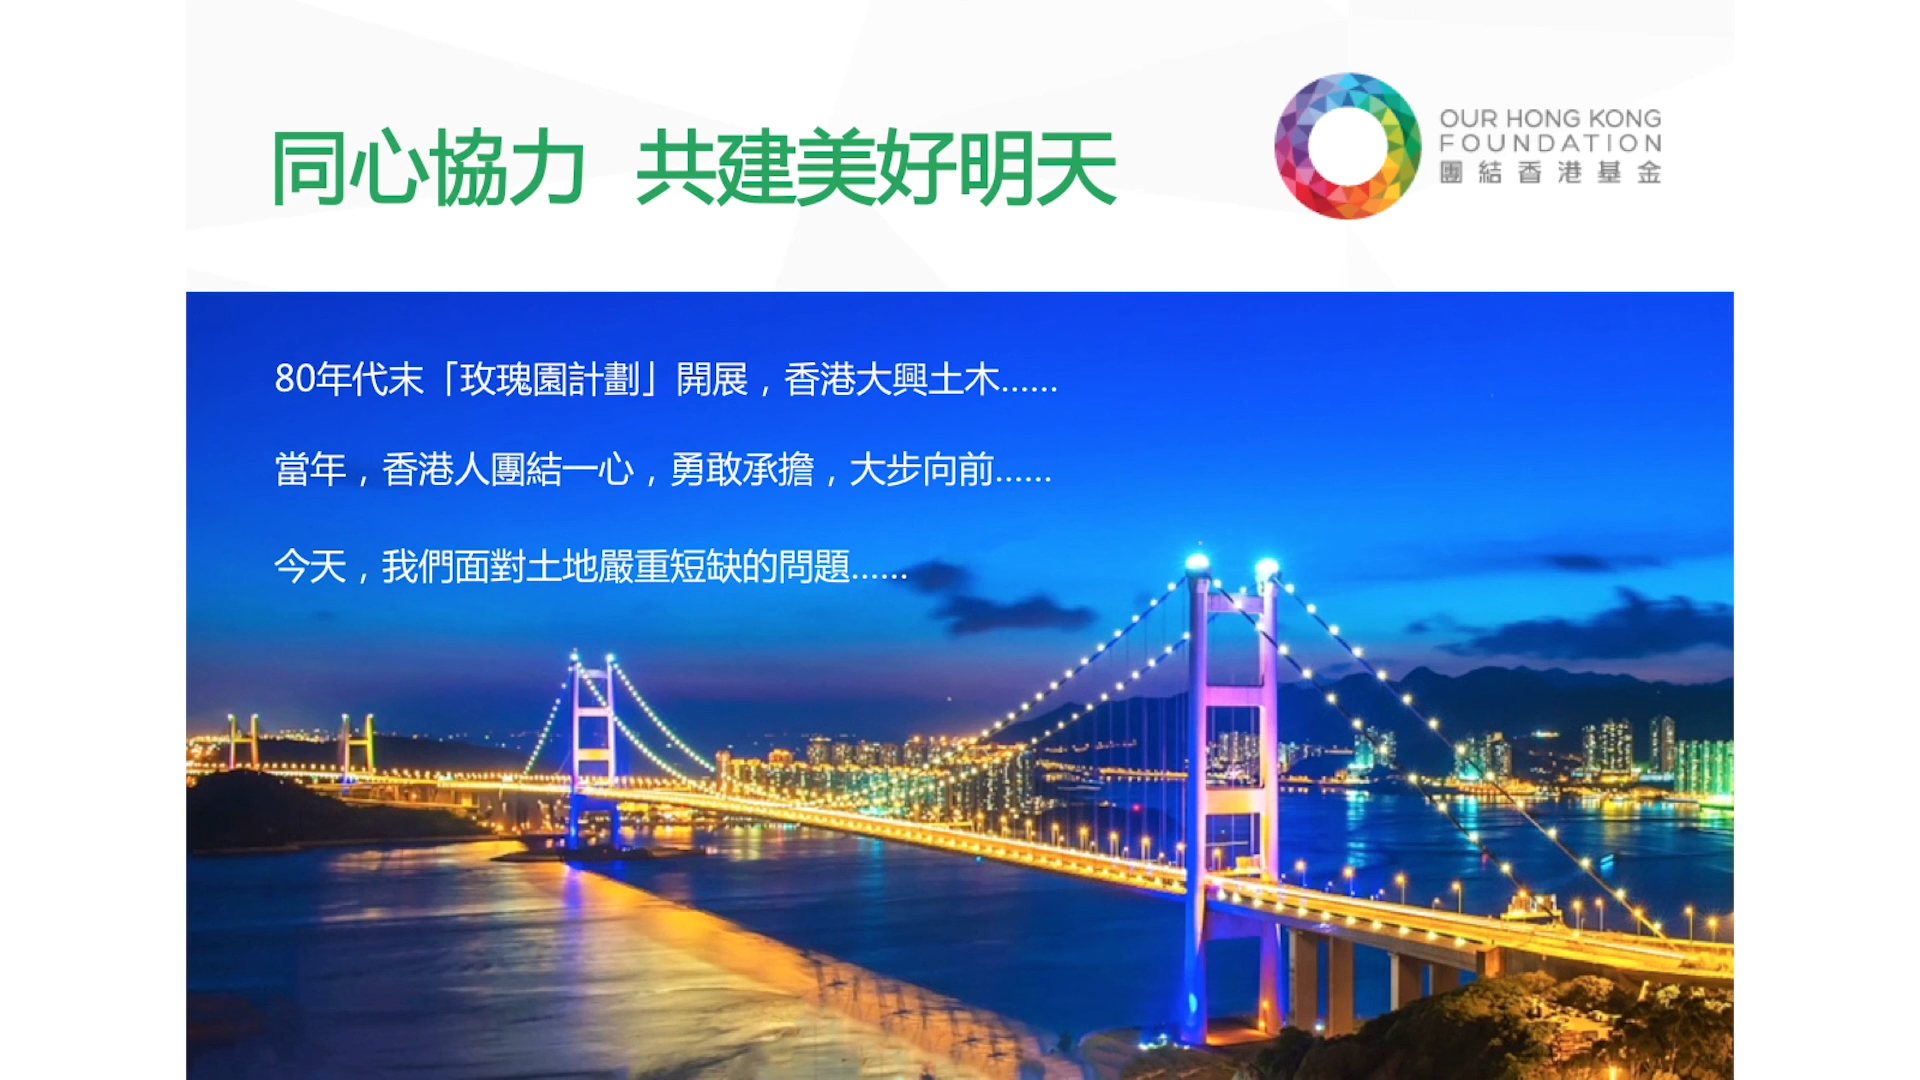 同心協力 共建美好明天
OUR HONG KONG
FOUNDATION
團結香港基金
80年代末「玫瑰園計劃」開展，香港大興土木......
當年，香港人團結一心，勇敢承擔，大步向前......
今天，我們面對土地嚴重短缺的問題......